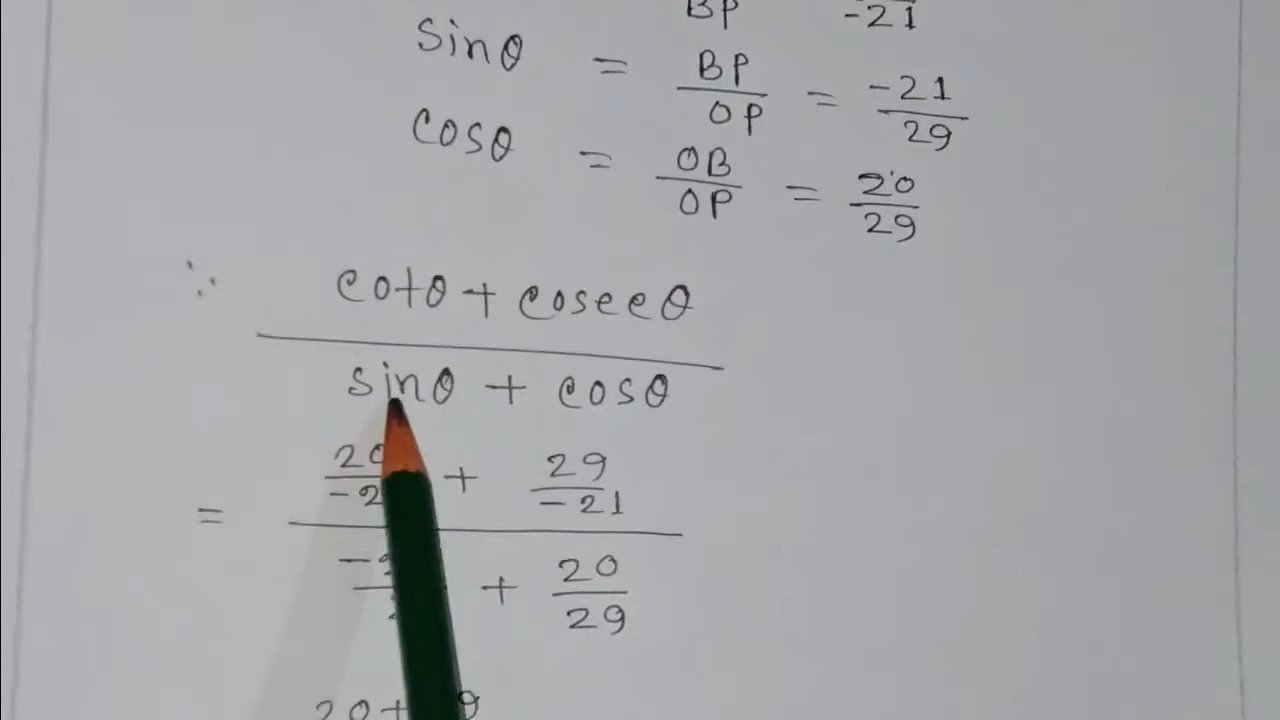 BP -21
sinθ = BP/OP = -21/29
cosθ = OB/OP = 20/29
∵ cotθ + cosecθ
sinθ + cosθ
= + 29/-21
+ 20/29
20+